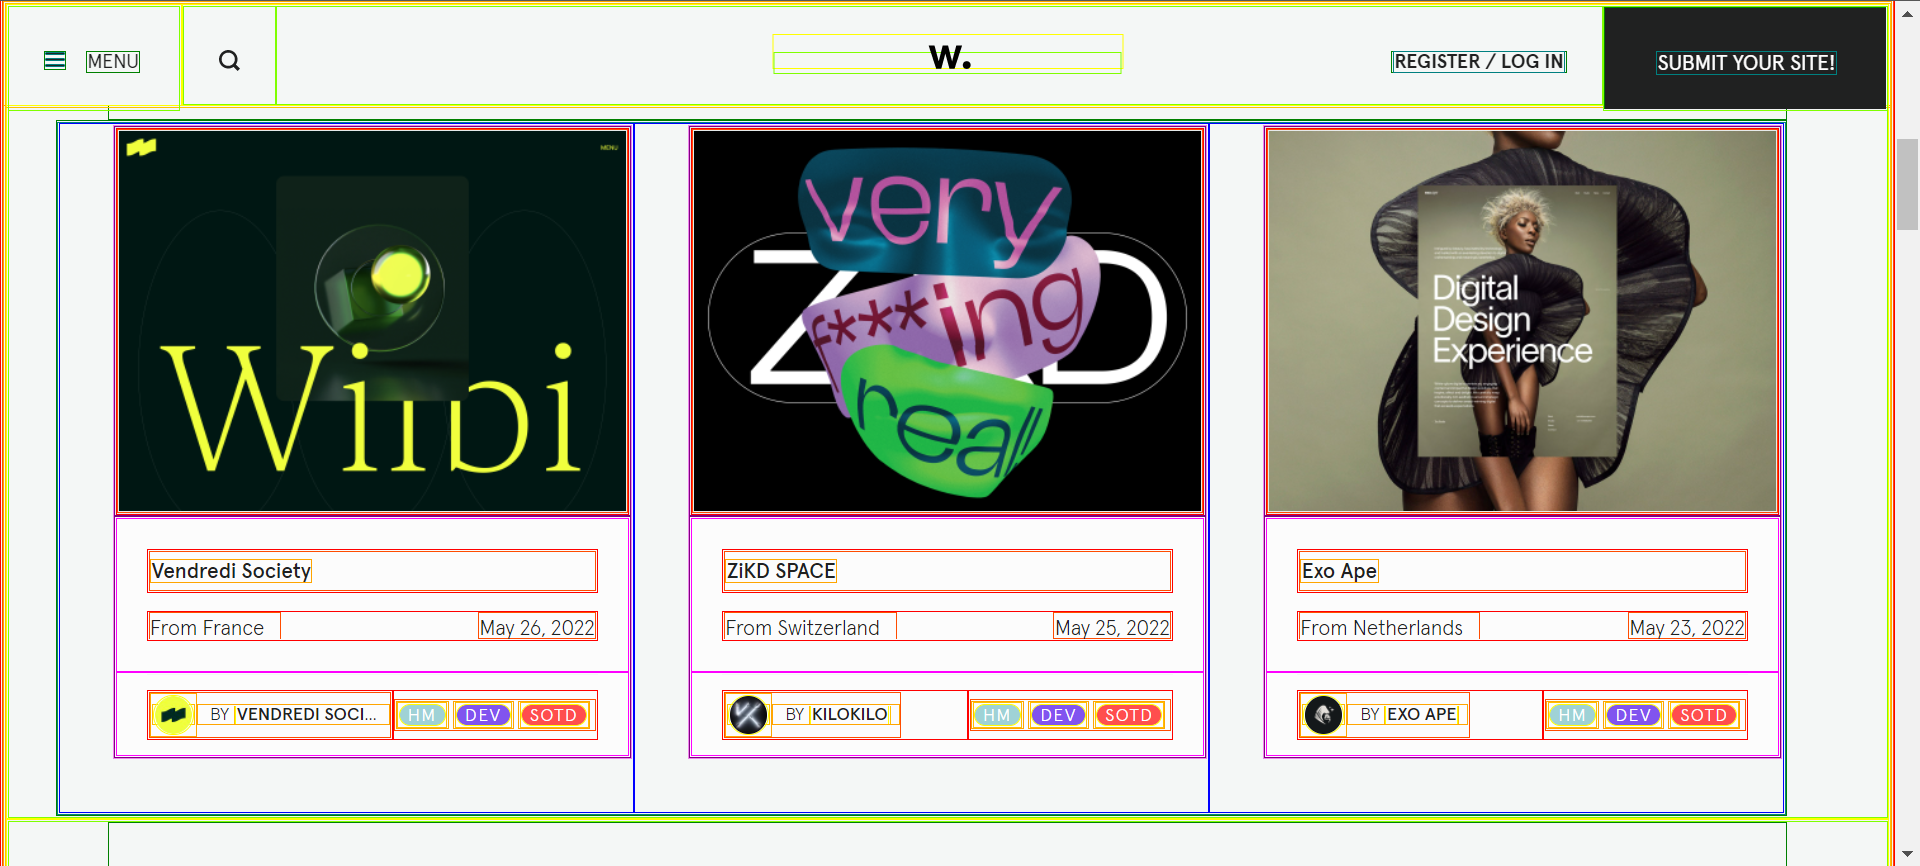 MENU
w.
REGISTER / LOG IN
SUBMIT YOUR SITE!
MENU
Wi
bi
very
f***ing
real
Z
D
Digital
Design
Experience
Vendredi Society
From France
May 26, 2022
BY VENDREDI SOCI...
HM
DEV
SOTD
ZiKD SPACE
From Switzerland
May 25, 2022
BY KILOKILO
HM
DEV
SOTD
Exo Ape
From Netherlands
May 23, 2022
BY EXO APE
HM
DEV
SOTD